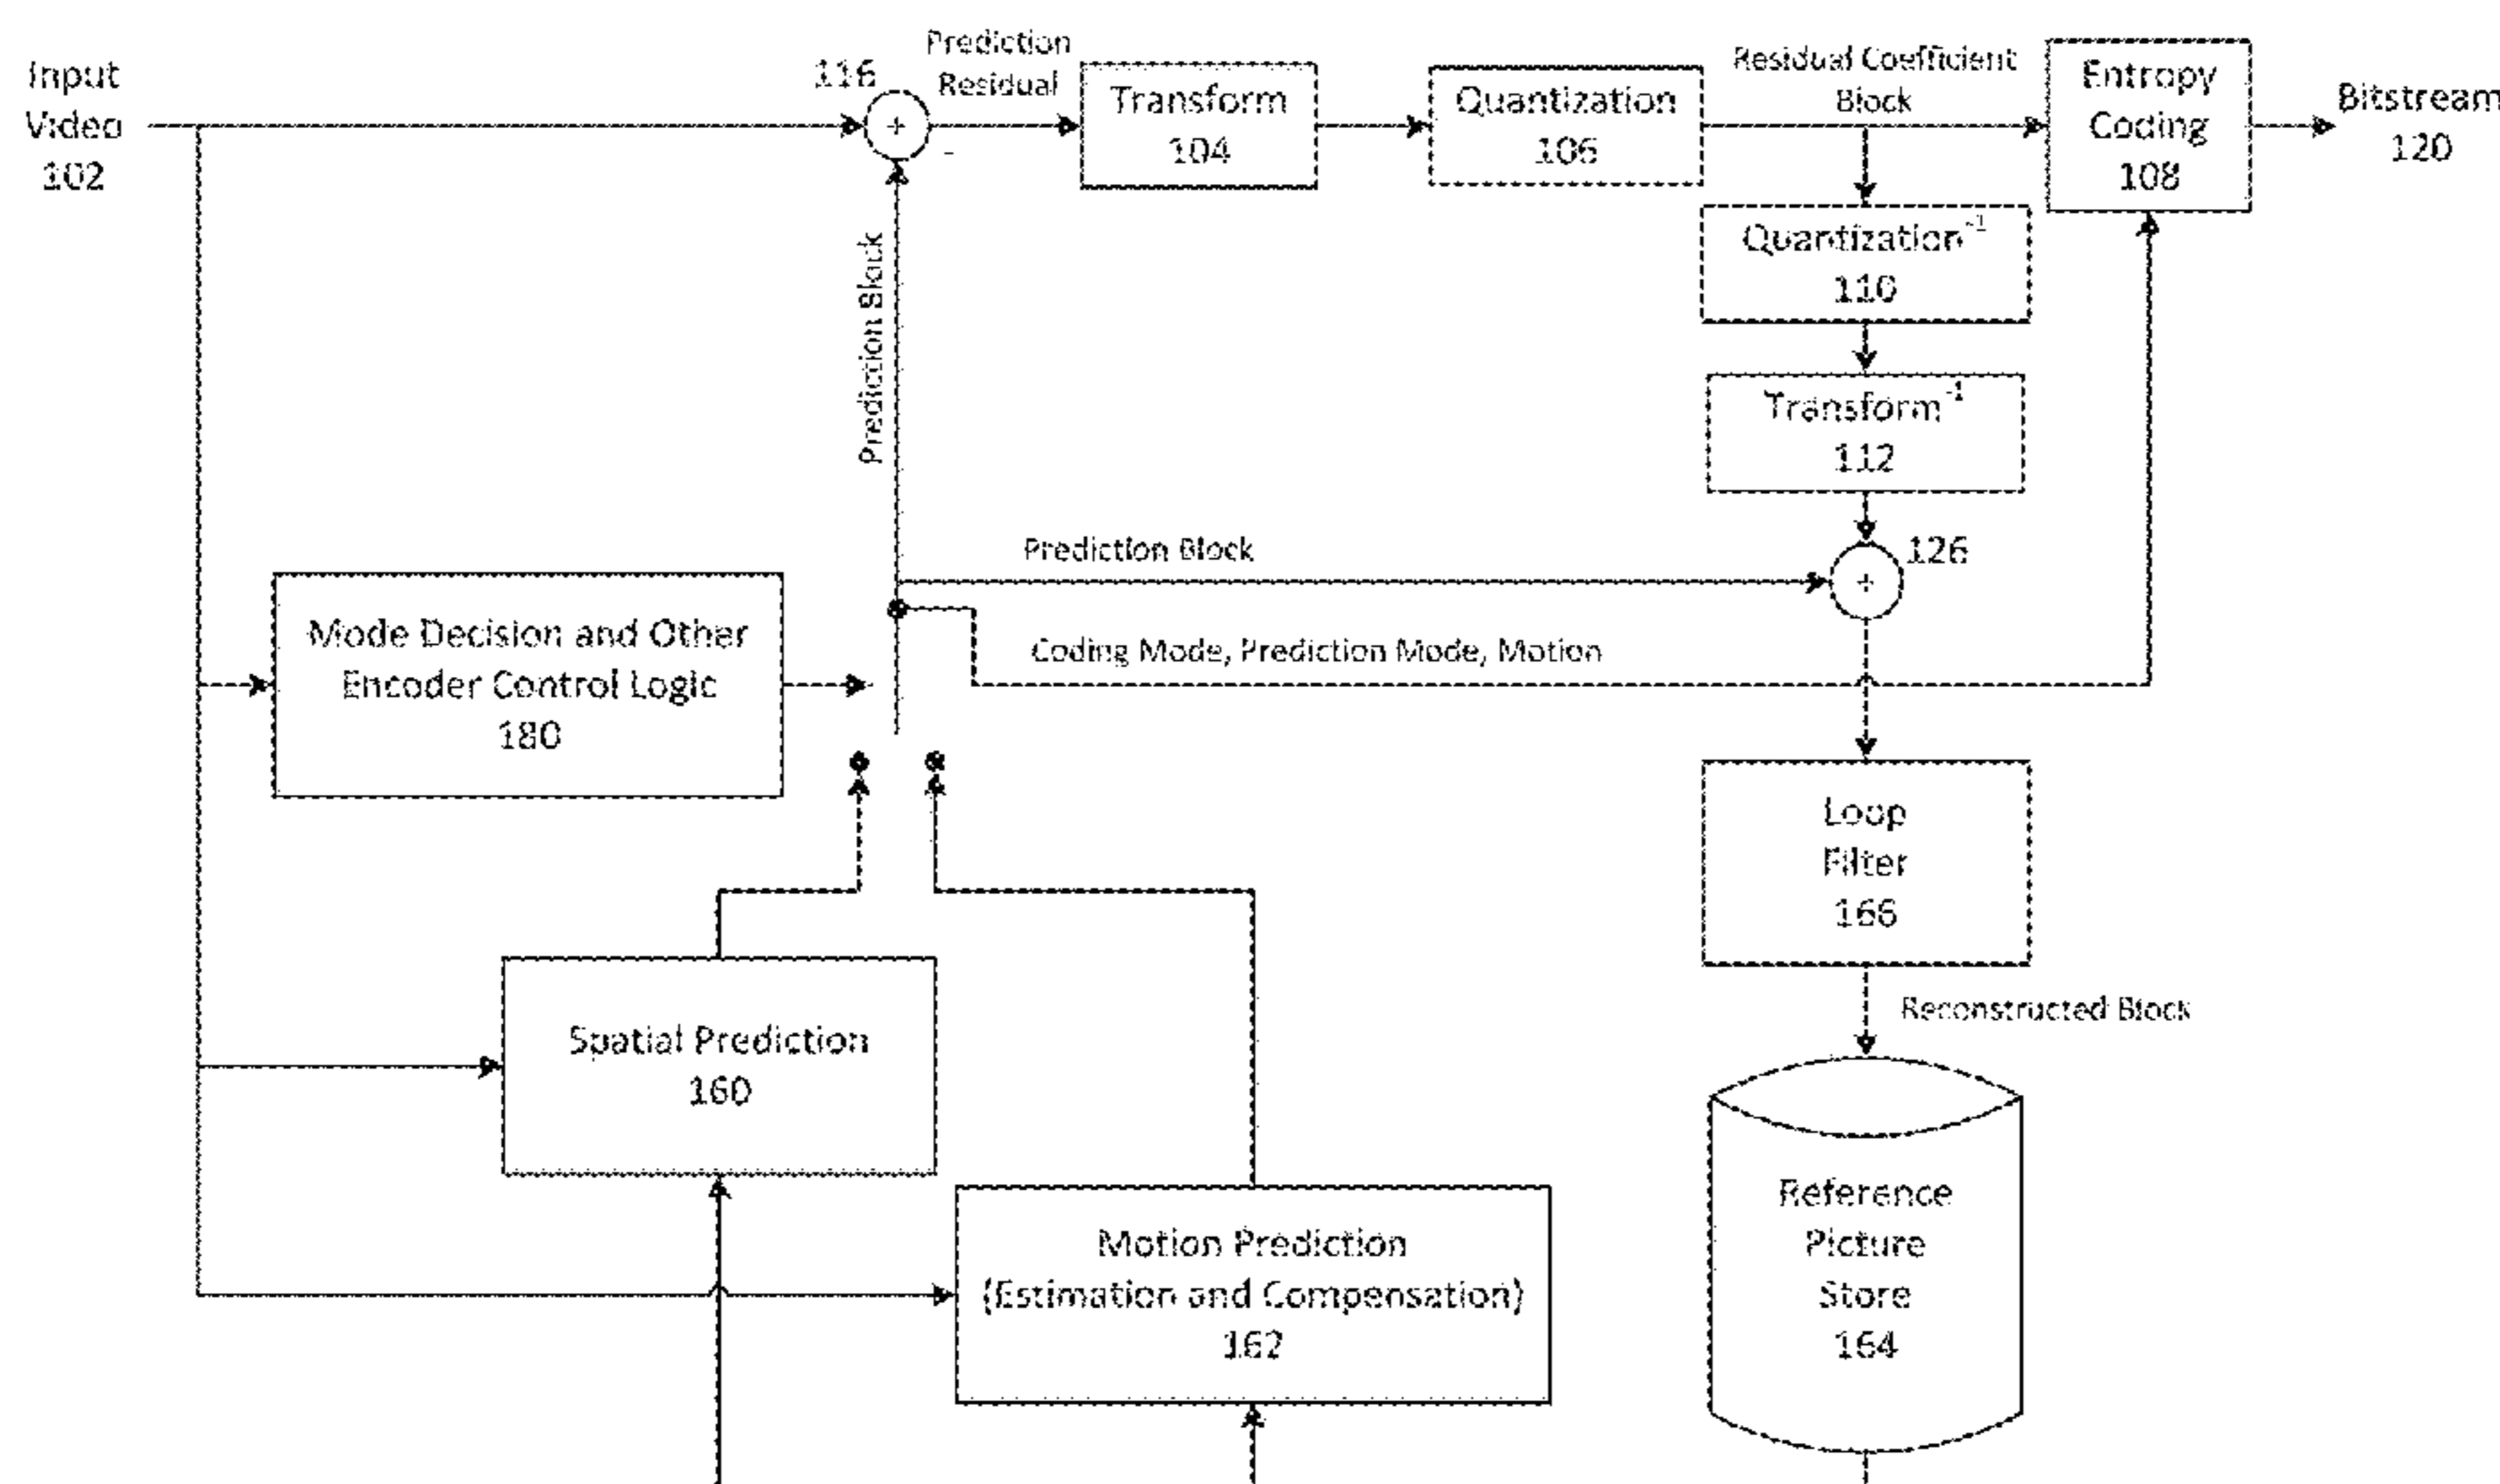 Input
Video
102
116
Prediction
Residual
Transform
104
Quantization
106
Residual Coefficient
Block
Entropy
Coding
108
Bitstream
120
+
-
Quantization-1
110
Transform-1
112
Prediction Block
Prediction Block
126
+
Mode Decision and Other
Encoder Control Logic
180
Coding Mode, Prediction Mode, Motion
Loop
Filter
166
Reconstructed Block
Spatial Prediction
160
Motion Prediction
(Estimation and Compensation)
162
Reference
Picture
Store
164